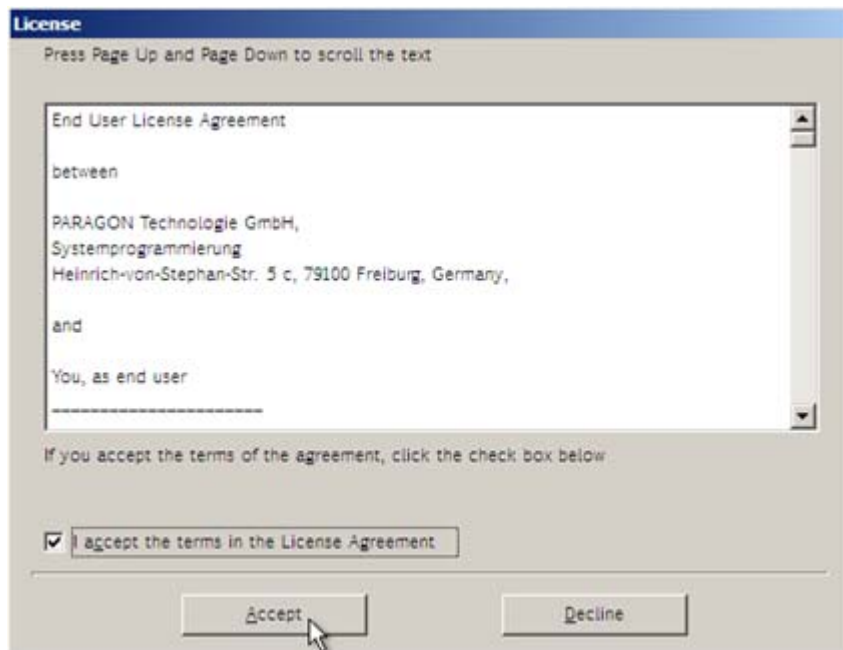 License
Press Page Up and Page Down to scroll the text
End User License Agreement
between
PARAGON Technologie GmbH,
Systemprogrammierung
Heinrich-von-Stephan-Str. 5 c, 79100 Freiburg, Germany,
and
You, as end user
----------------------
If you accept the terms of the agreement, click the check box below
I accept the terms in the License Agreement
Accept
Decline